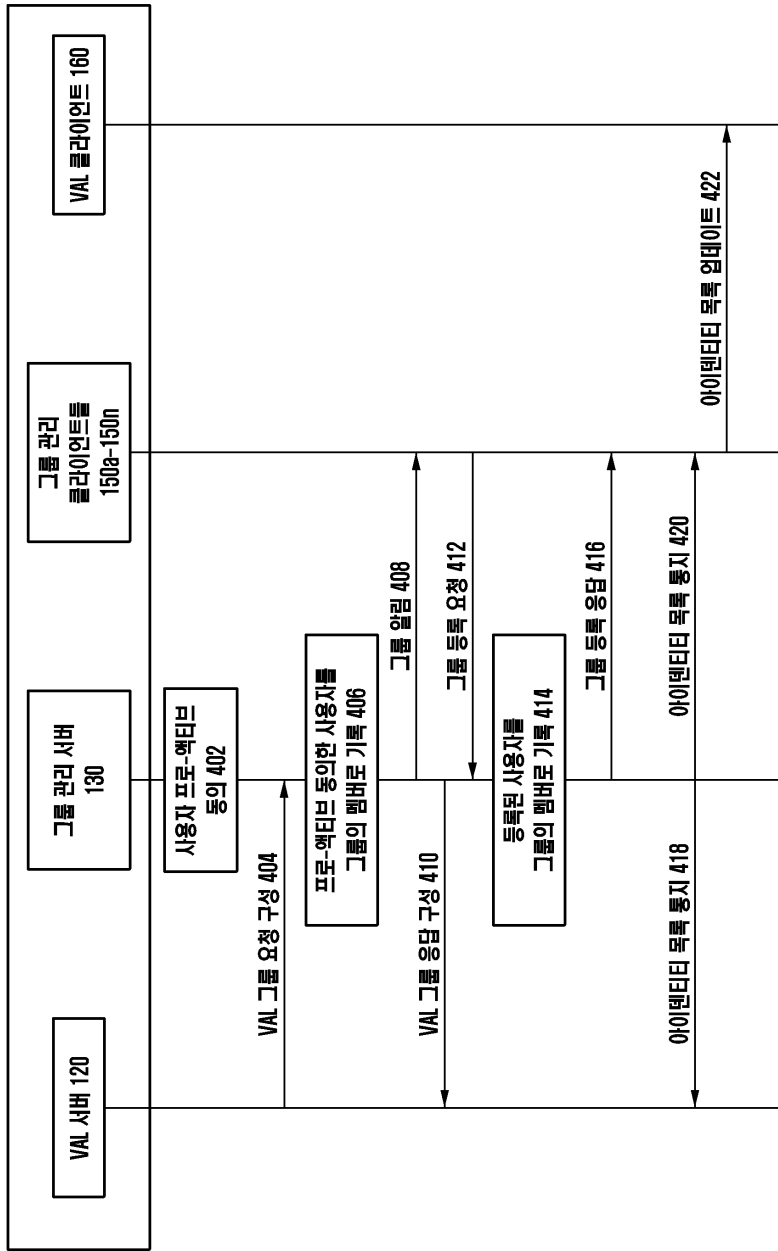 VAL 서버 120
그룹 관리 서버
130
그룹 관리
클라이언트들
150a-150n
VAL 클라이언트 160
사용자 프로-액티브
동의 402
VAL 그룹 요청 구성 404
프로-액티브 동의한 사용자를
그룹의 멤버로 기록 406
그룹 알림 408
VAL 그룹 응답 구성 410
그룹 등록 요청 412
등록된 사용자를
그룹의 멤버로 기록 414
그룹 등록 응답 416
아이덴티티 목록 통지 418
아이덴티티 목록 통지 420
아이덴티티 목록 업데이트 422